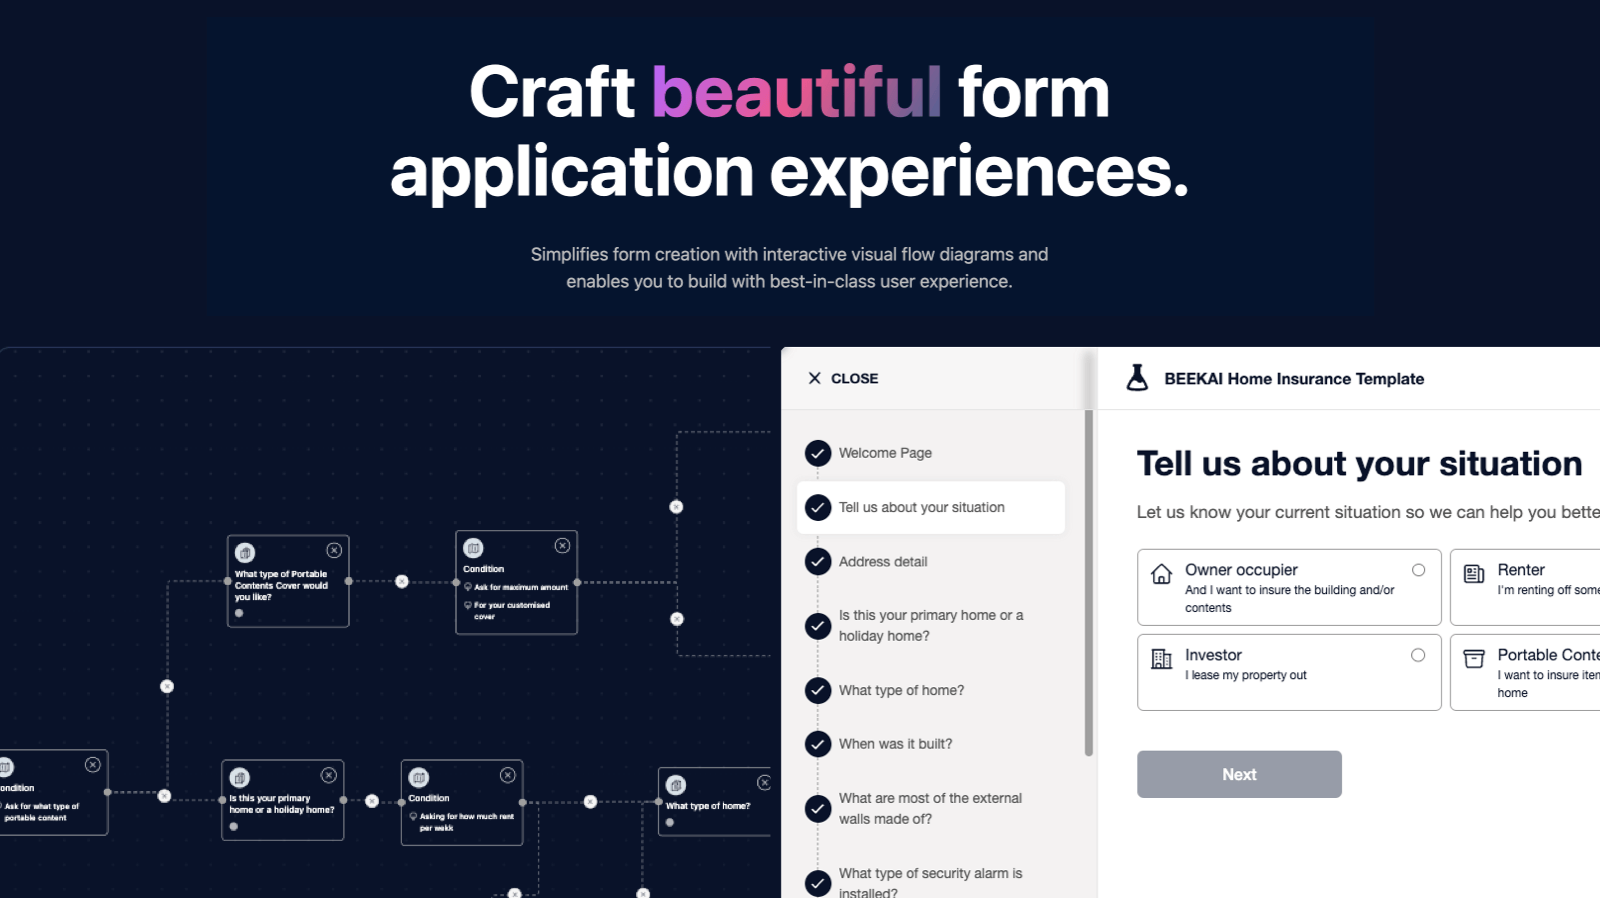 Craft beautiful form
application experiences.
Simplifies form creation with interactive visual flow diagrams and
enables you to build with best-in-class user experience.
What type of Portable
Contents Cover would
you like?
Condition
Ask for maximum amount
For your customised
cover
ondition
Ask for what type of
portable content
Is this your primary
home or a holiday home?
Condition
Asking for how much rent
per wekk
What type of home?
CLOSE
Welcome Page
Tell us about your situation
Address detail
Is this your primary home or a
holiday home?
What type of home?
When was it built?
What are most of the external
walls made of?
What type of security alarm is
installed?
BEEKAI Home Insurance Template
Tell us about your situation
Let us know your current situation so we can help you bette
Owner occupier
And I want to insure the building and/or
contents
Renter
I'm renting off some
Investor
I lease my property out
Portable Conte
I want to insure iten
home
Next